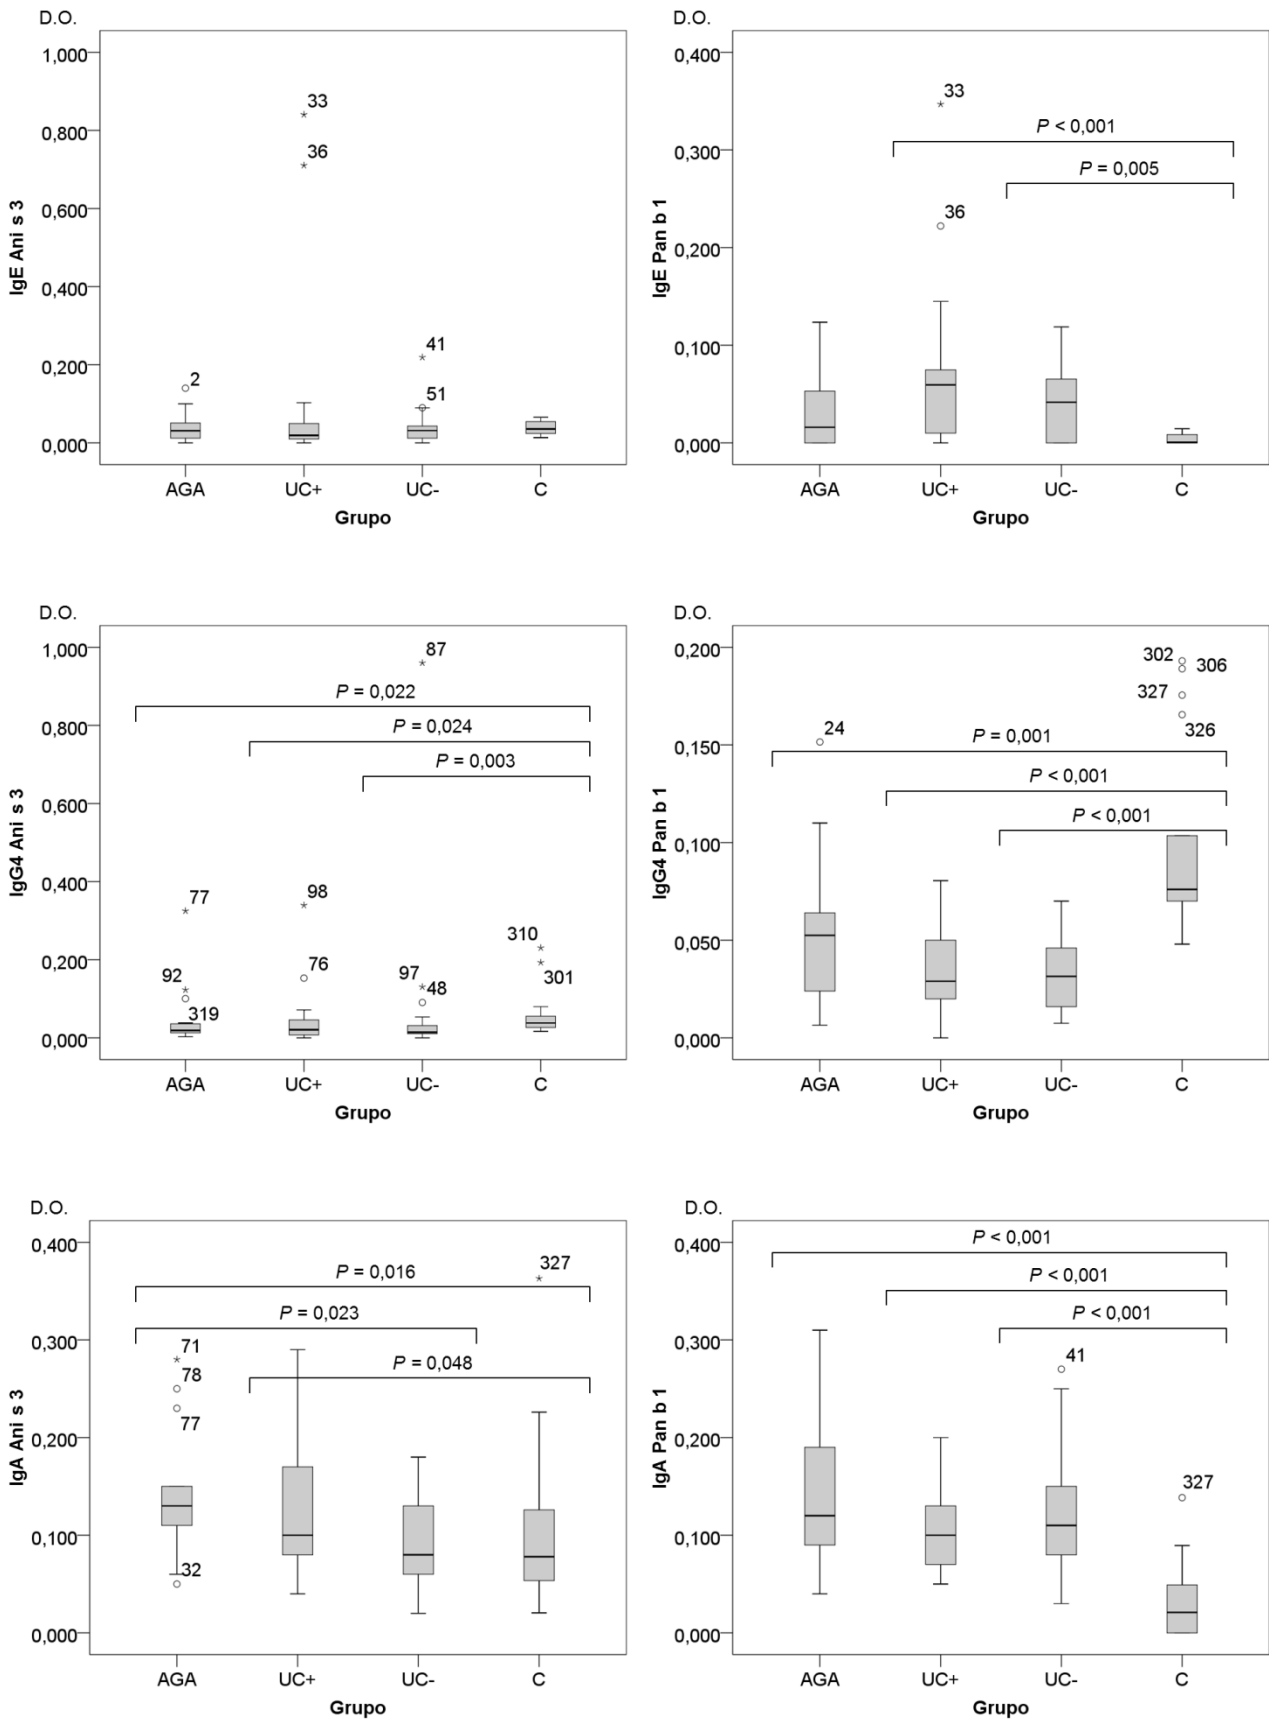 D.O.
1,000
0,800
0,600
0,400
0,200
0,000
IgE Ani s 3
33
36
2
41
51
AGA UC+ UC- C
Grupo
D.O.
0,400
0,300
0,200
0,100
0,000
IgE Pan b 1
33
P < 0,001
P = 0,005
36
AGA UC+ UC- C
Grupo
D.O.
1,000
0,800
0,600
0,400
0,200
0,000
IgG4 Ani s 3
87
P = 0,022
P = 0,024
P = 0,003
77
98
92
76
319
97
48
310
301
AGA UC+ UC- C
Grupo
D.O.
0,200
0,150
0,100
0,050
0,000
IgG4 Pan b 1
302
306
327
326
24
P = 0,001
P < 0,001
P < 0,001
AGA UC+ UC- C
Grupo
D.O.
0,400
0,300
0,200
0,100
0,000
IgA Ani s 3
327
P = 0,016
P = 0,023
P = 0,048
71
78
77
32
AGA UC+ UC- C
Grupo
D.O.
0,400
0,300
0,200
0,100
0,000
IgA Pan b 1
P < 0,001
P < 0,001
P < 0,001
41
327
AGA UC+ UC- C
Grupo